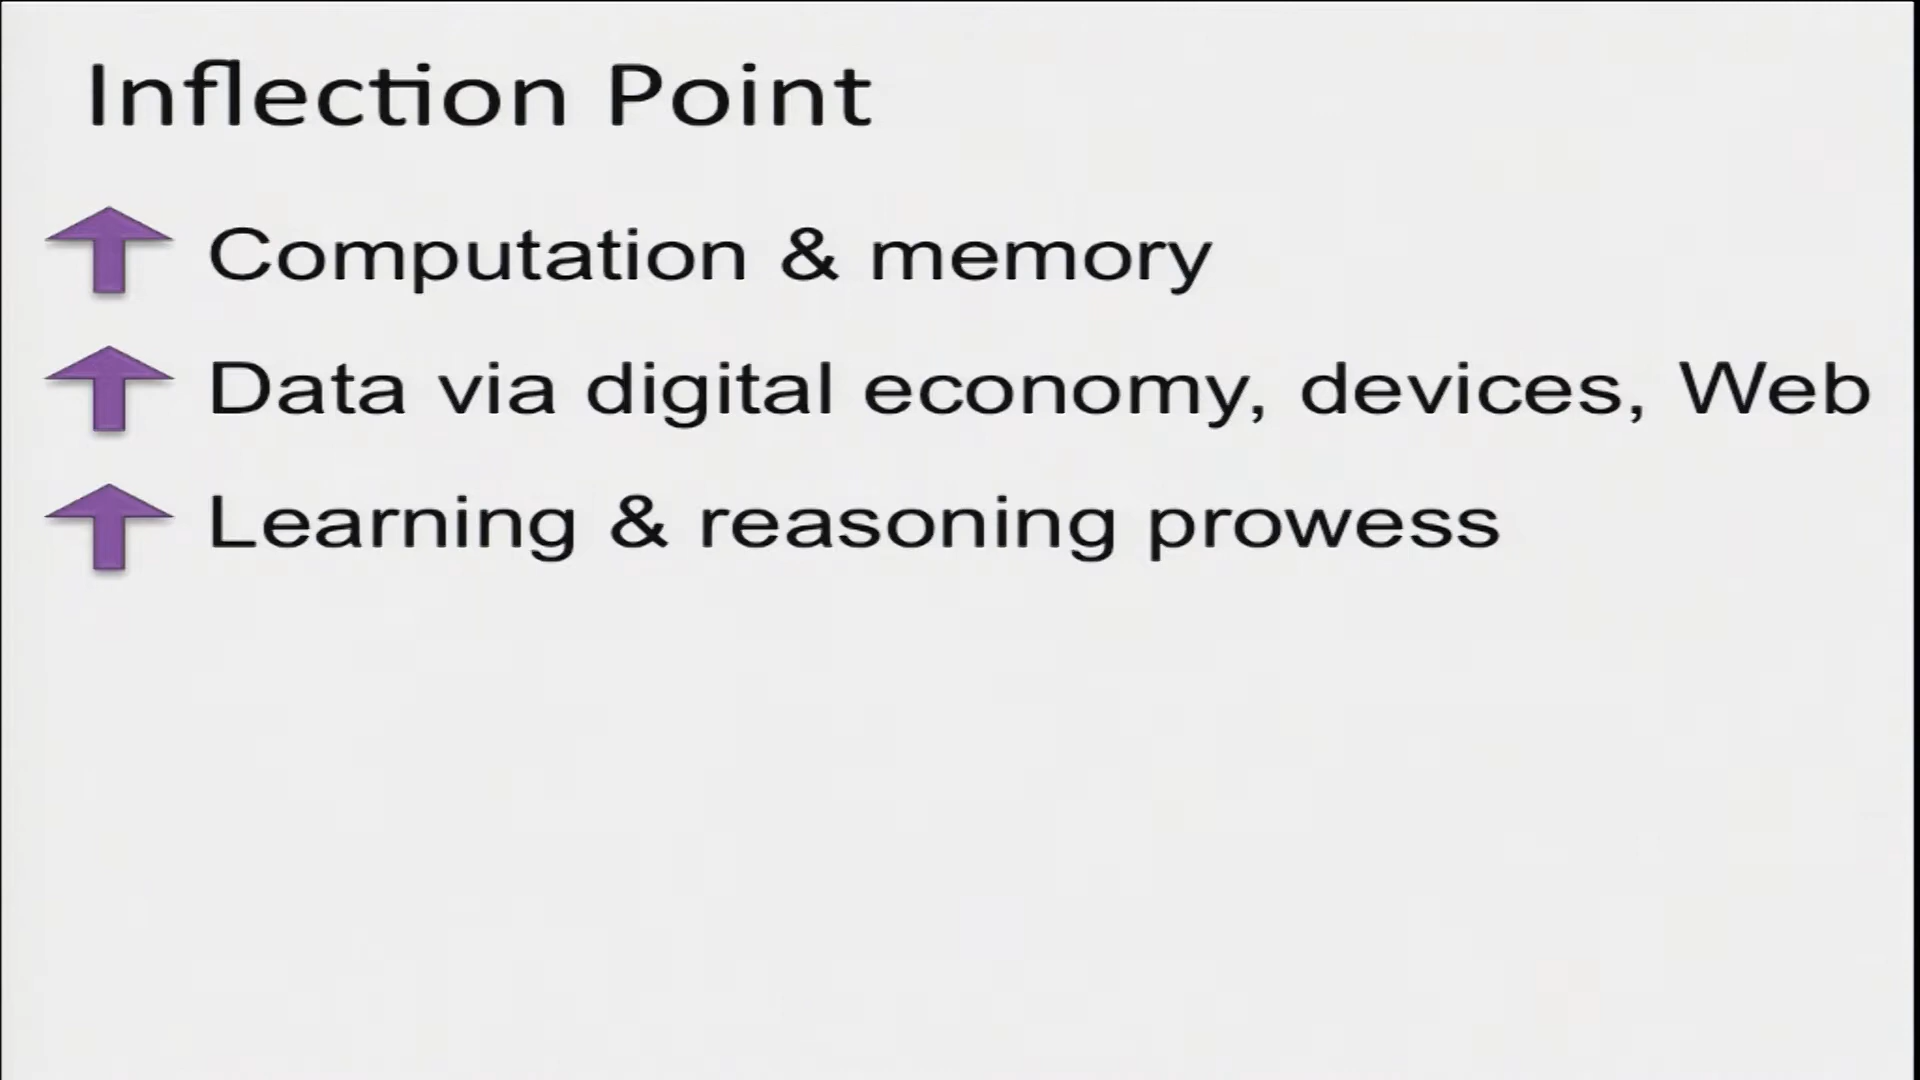 Inflection Point
Computation & memory
Data via digital economy, devices, Web
Learning & reasoning prowess